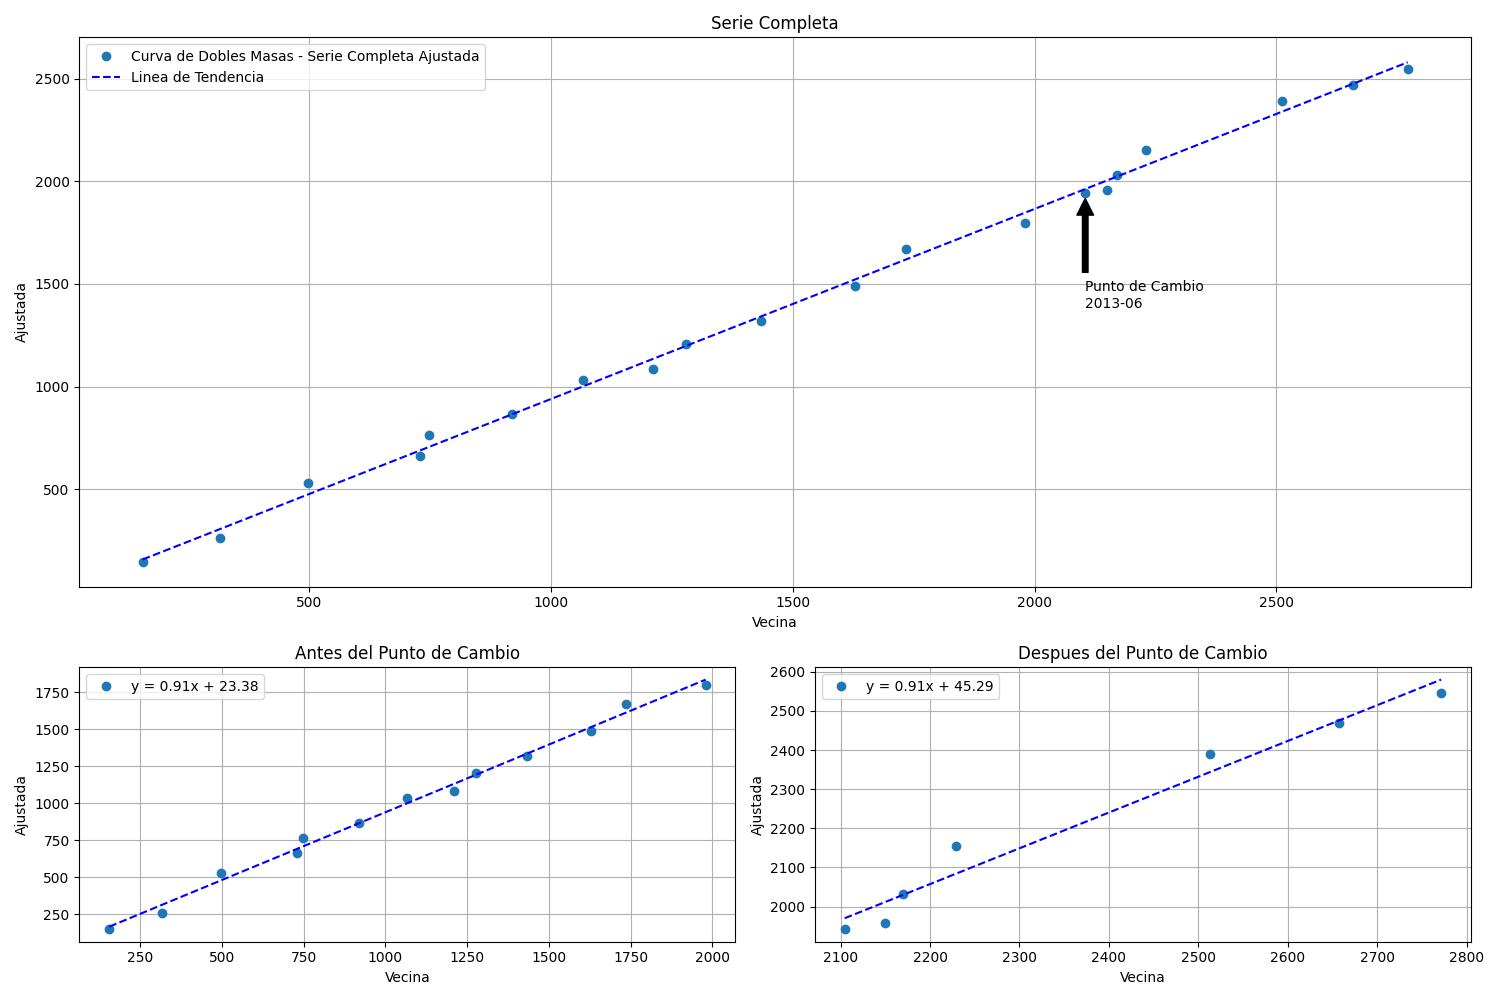 Serie Completa
Curva de Dobles Masas - Serie Completa Ajustada
Linea de Tendencia
2500
2000
1500
1000
500
Ajustada
Punto de Cambio
2013-06
500
1000
1500
2000
2500
Vecina
Antes del Punto de Cambio
y = 0.91x + 23.38
1750
1500
1250
1000
750
500
250
Ajustada
250
500
750
1000
1250
1500
1750
2000
Vecina
Despues del Punto de Cambio
y = 0.91x + 45.29
2600
2500
2400
2300
2200
2100
2000
Ajustada
2100
2200
2300
2400
2500
2600
2700
2800
Vecina